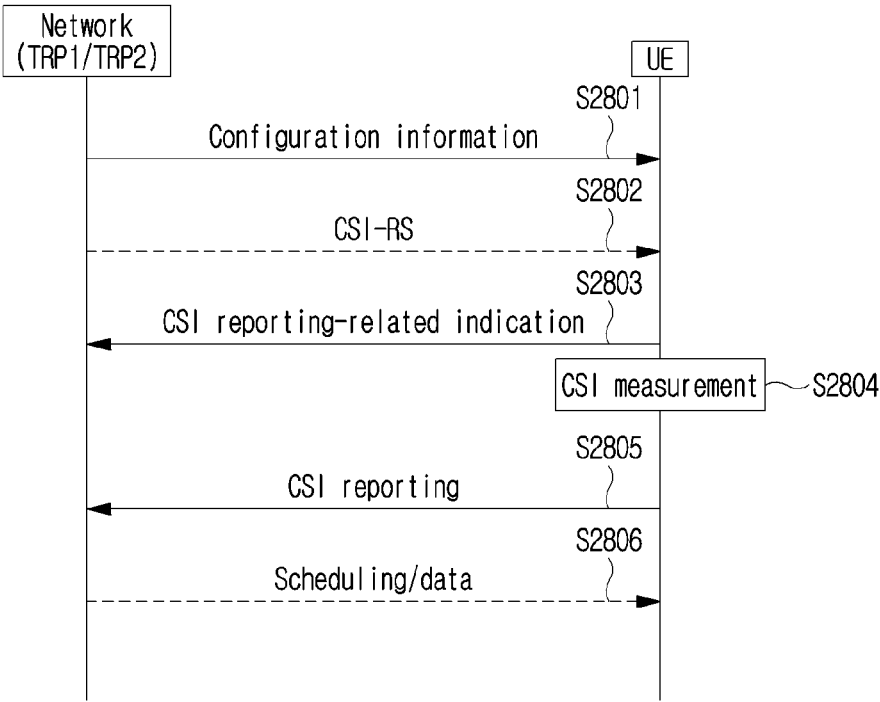 Network
(TRP1/TRP2)
UE
S2801
Configuration information
S2802
CSI-RS
S2803
CSI reporting-related indication
CSI measurement
S2804
S2805
CSI reporting
S2806
Scheduling/data